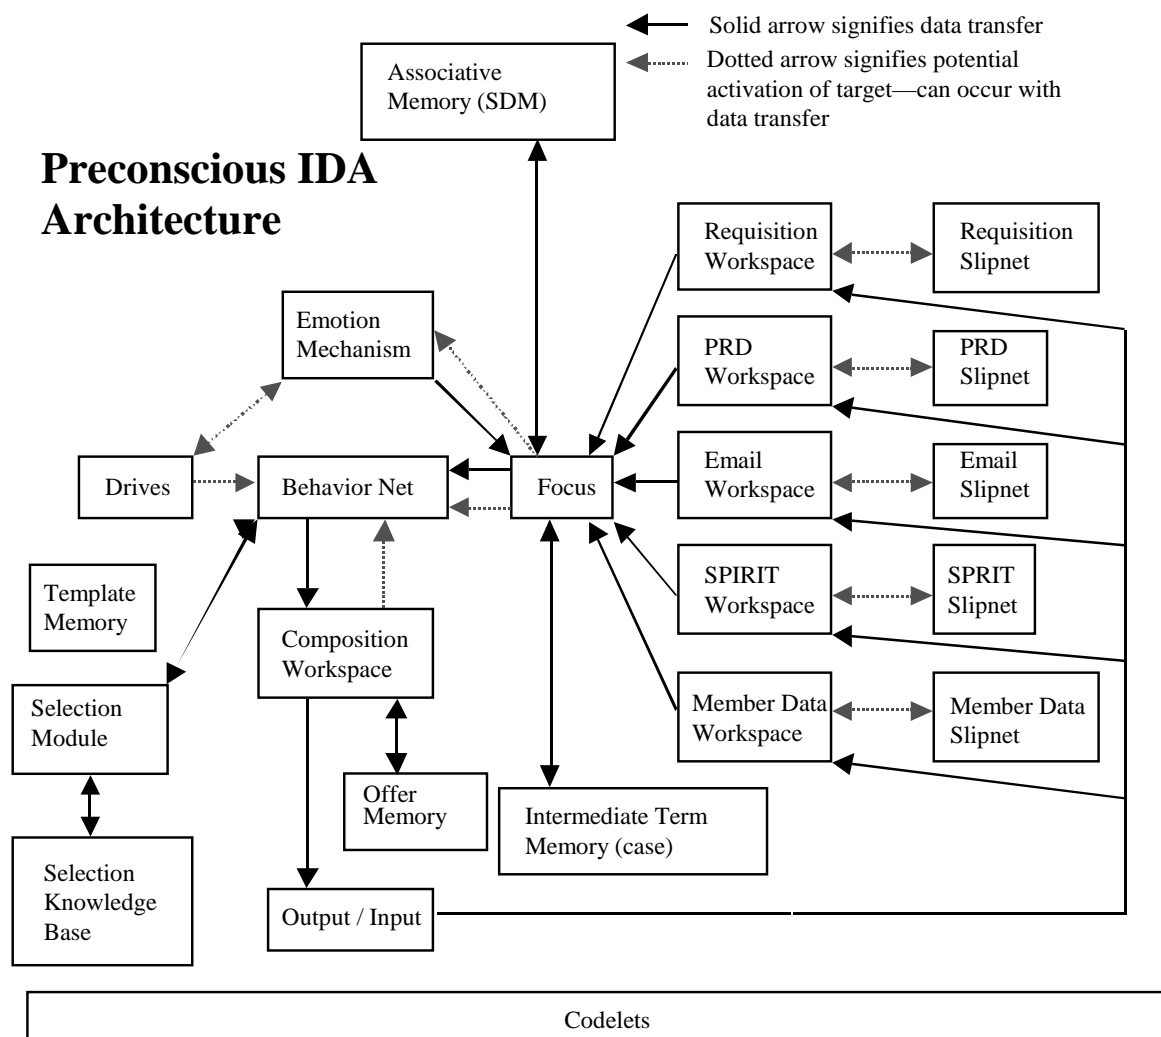 Solid arrow signifies data transfer
Dotted arrow signifies potential
activation of target—can occur with
data transfer
Associative
Memory (SDM)
Preconscious IDA
Architecture
Requisition
Workspace
Requisition
Slipnet
Emotion
Mechanism
PRD
Workspace
PRD
Slipnet
Drives
Behavior Net
Focus
Email
Workspace
Email
Slipnet
Template
Memory
Composition
Workspace
SPIRIT
Workspace
SPRIT
Slipnet
Selection
Module
Member Data
Workspace
Member Data
Slipnet
Offer
Memory
Intermediate Term
Memory (case)
Selection
Knowledge
Base
Output / Input
Codelets